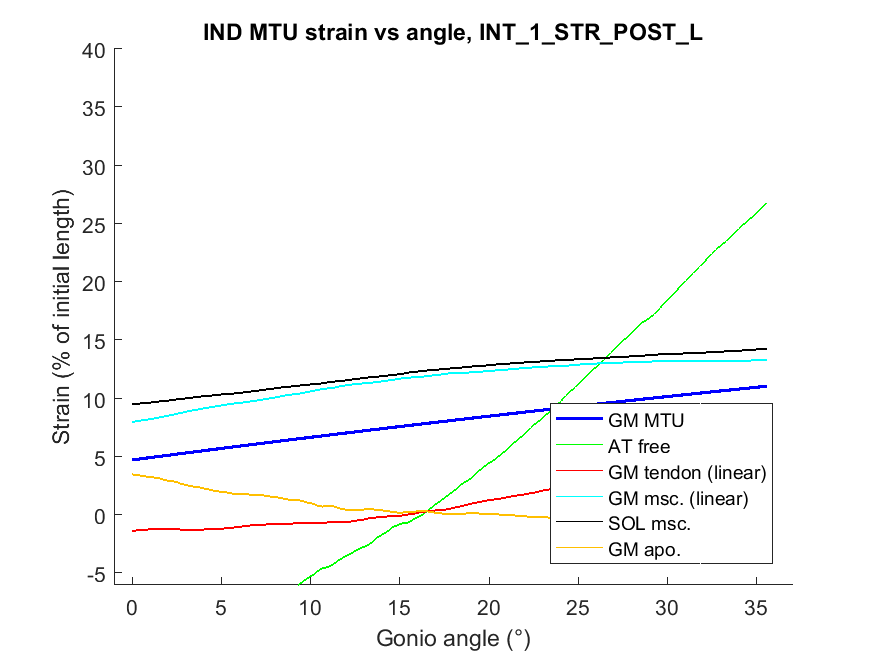 IND MTU strain vs angle, INT_1_STR_POST_L
Strain (% of initial length)
40
35
30
25
20
15
10
5
0
-5
0 5 10 15 20 25 30 35
Gonio angle (°)
GM MTU
AT free
GM tendon (linear)
GM msc. (linear)
SOL msc.
GM apo.